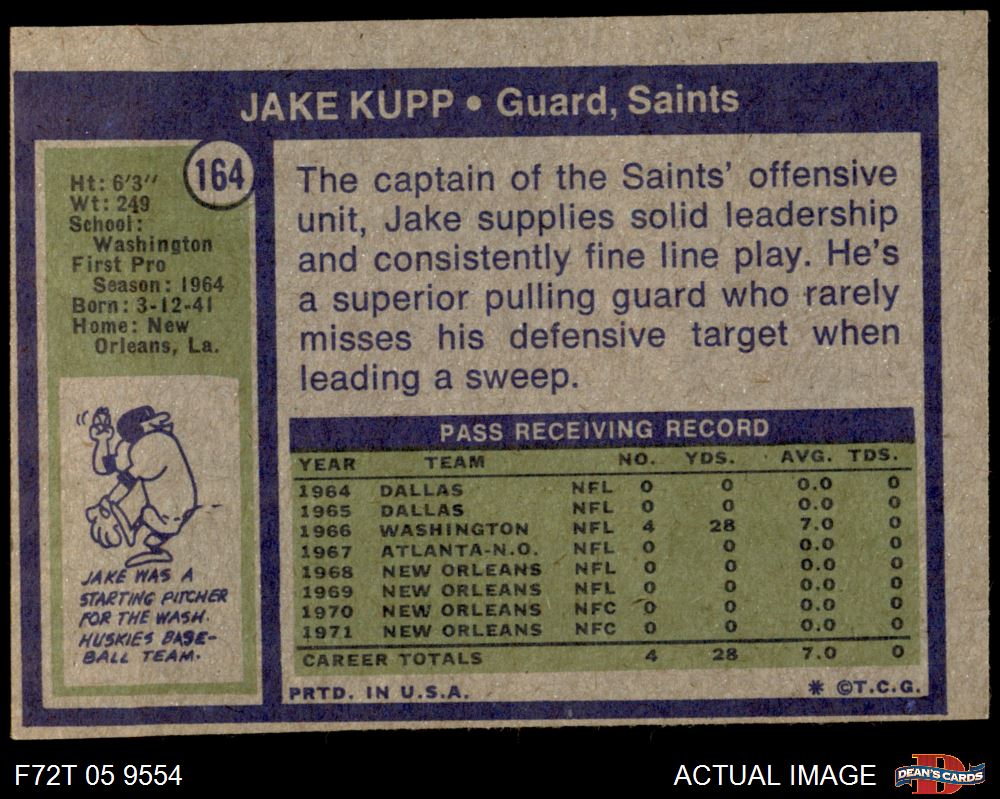 JAKE KUPP • Guard, Saints
164
Ht: 6'3"
Wt: 249
School:
Washington
First Pro
Season: 1964
Born: 3-12-41
Home: New
Orleans, La.
JAKE WAS A
STARTING PITCHER
FOR THE WASH.
HUSKIES BASE-
BALL TEAM.
The captain of the Saints' offensive
unit, Jake supplies solid leadership
and consistently fine line play. He's
a superior pulling guard who rarely
misses his defensive target when
leading a sweep.
PASS RECEIVING RECORD
YEAR TEAM NO. YDS. AVG. TDS.
1964 DALLAS NFL 0 0 0.0 0
1965 DALLAS NFL 0 0 0.0 0
1966 WASHINGTON NFL 4 28 7.0 0
1967 ATLANTA-N.O. NFL 0 0 0.0 0
1968 NEW ORLEANS NFL 0 0 0.0 0
1969 NEW ORLEANS NFL 0 0 0.0 0
1970 NEW ORLEANS NFC 0 0 0.0 0
1971 NEW ORLEANS NFC 0 0 0.0 0
CAREER TOTALS 4 28 7.0 0
PRTD. IN U.S.A. * ©T.C.G.
F72T 05 9554 ACTUAL IMAGE D DEAN'S CARDS